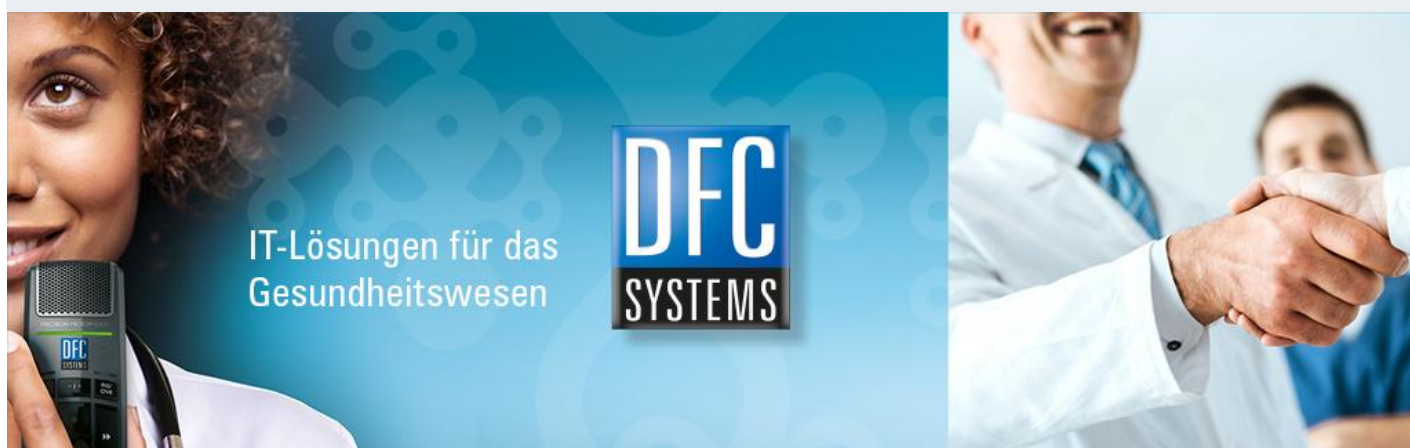 IT-Lösungen für das
Gesundheitswesen
DFC
SYSTEMS
DFC
SYSTEMS